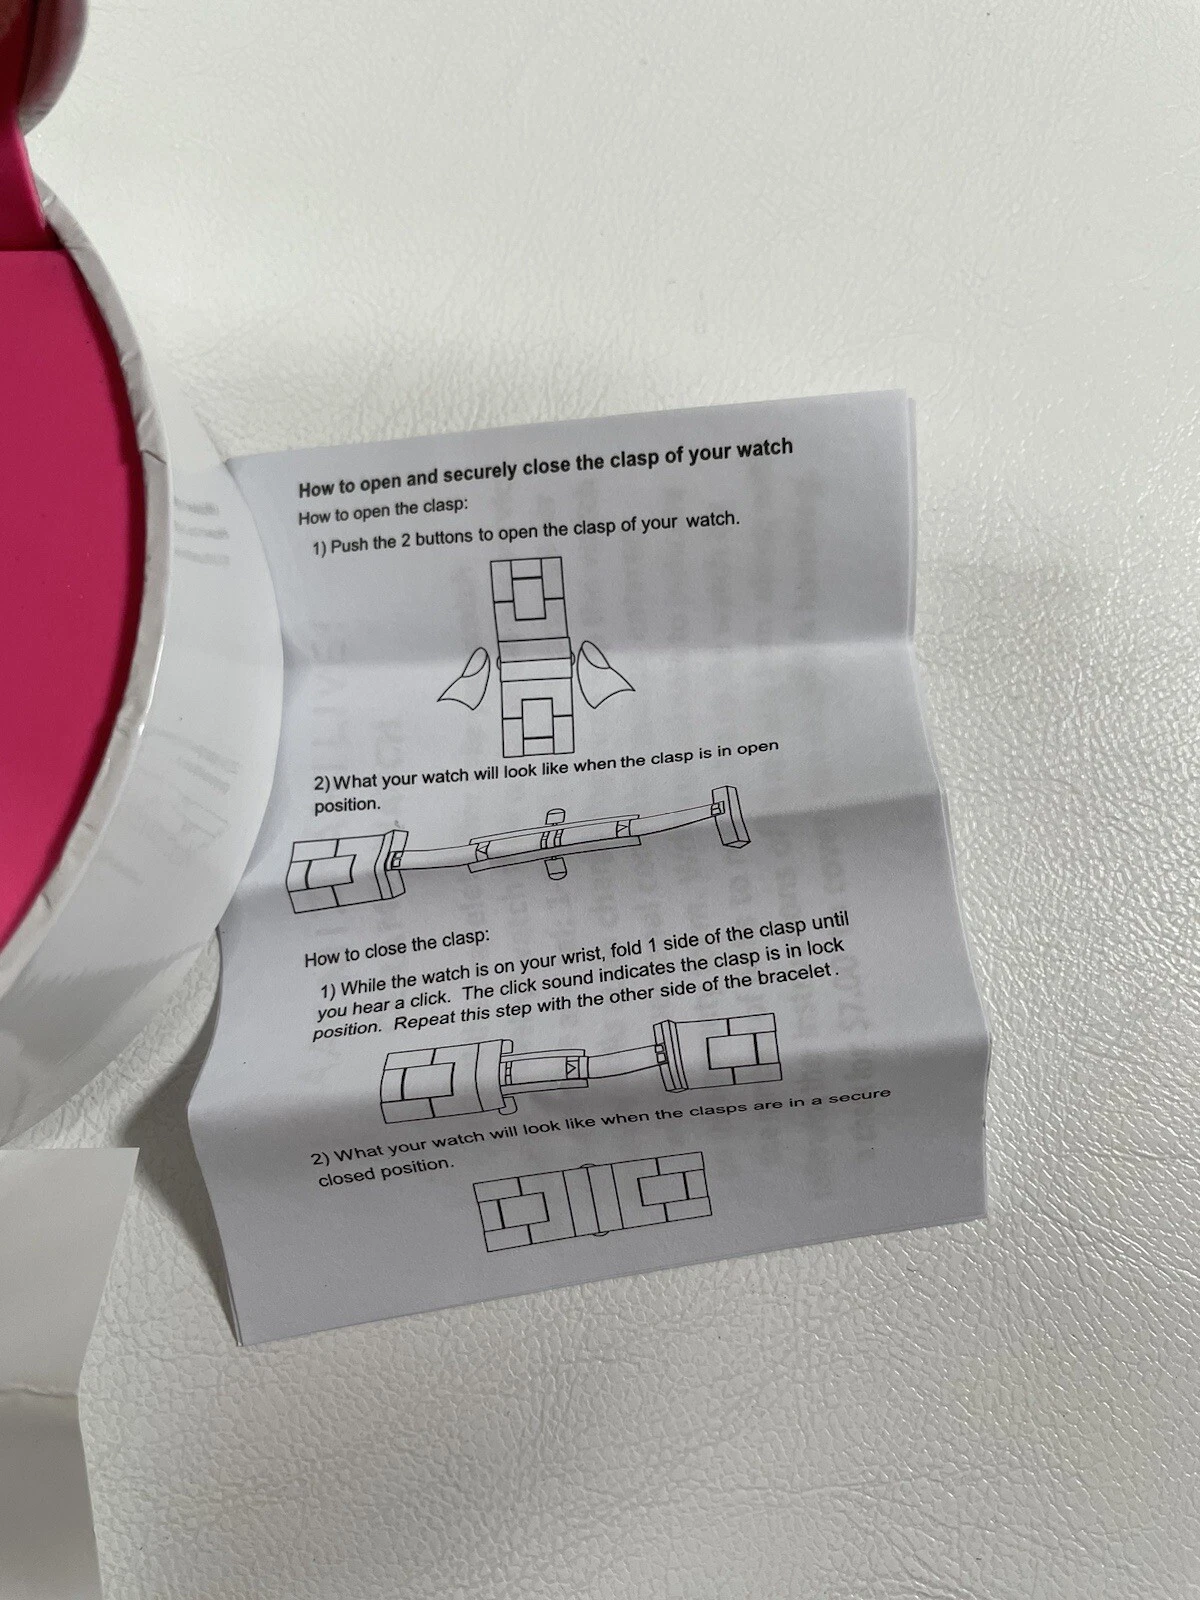 How to open and securely close the clasp of your watch
How to open the clasp:
1) Push the 2 buttons to open the clasp of your watch.
2) What your watch will look like when the clasp is in open
position.
How to close the clasp:
1) While the watch is on your wrist, fold 1 side of the clasp until
you hear a click. The click sound indicates the clasp is in lock
position. Repeat this step with the other side of the bracelet.
2) What your watch will look like when the clasps are in a secure
closed position.